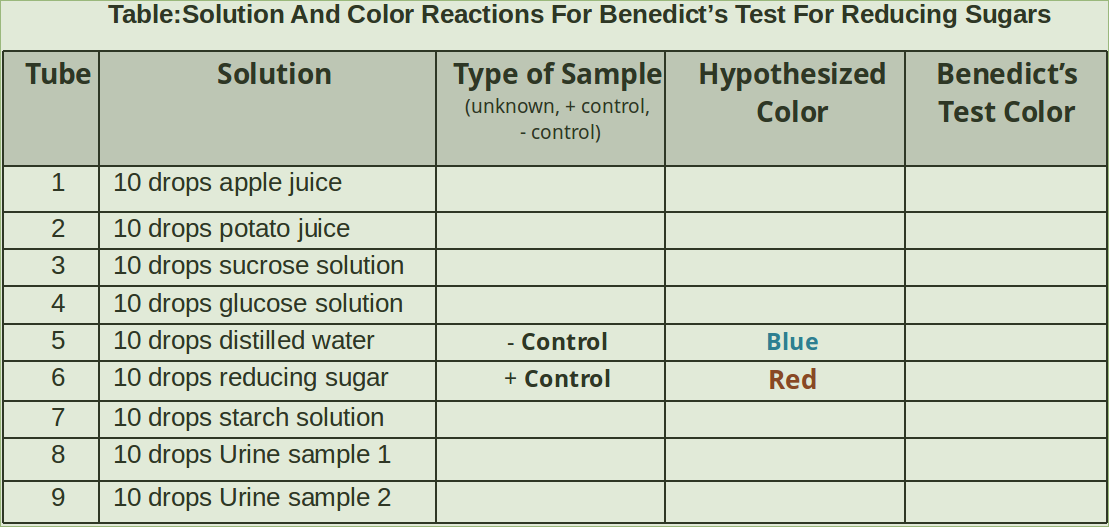 Table:Solution And Color Reactions For Benedict’s Test For Reducing Sugars
Tube Solution Type of Sample Hypothesized Benedict’s
(unknown, + control, Color Test Color
- control)
1 10 drops apple juice
2 10 drops potato juice
3 10 drops sucrose solution
4 10 drops glucose solution
5 10 drops distilled water - Control Blue
6 10 drops reducing sugar + Control Red
7 10 drops starch solution
8 10 drops Urine sample 1
9 10 drops Urine sample 2